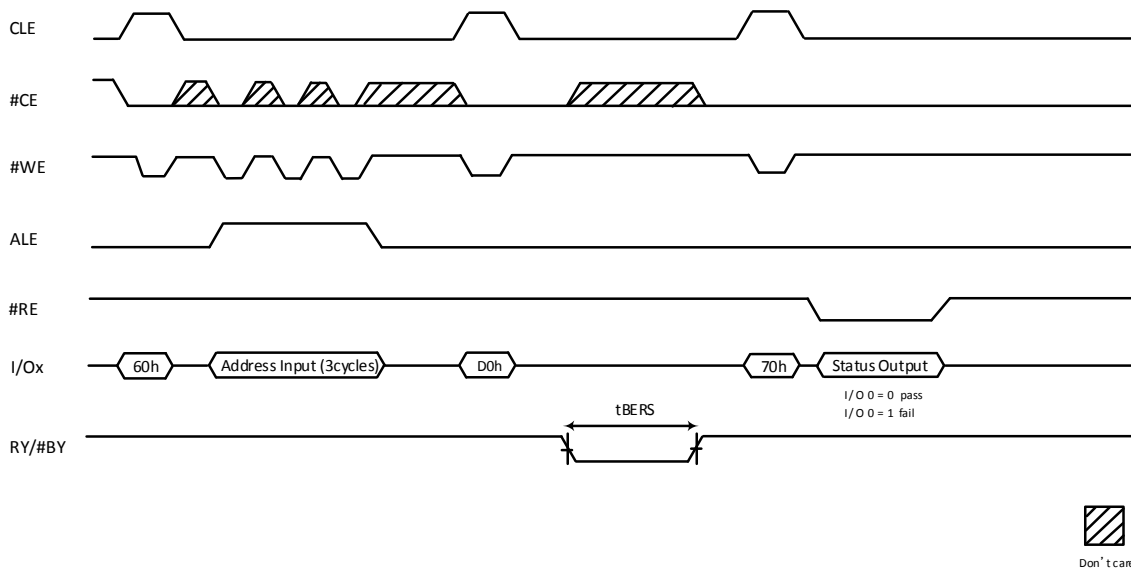 CLE
#CE
#WE
ALE
#RE
I/Ox
60h
Address Input (3cycles)
D0h
70h
Status Output
I/O 0 = 0 pass
I/O 0 = 1 fail
tBERS
RY/#BY
Don't care